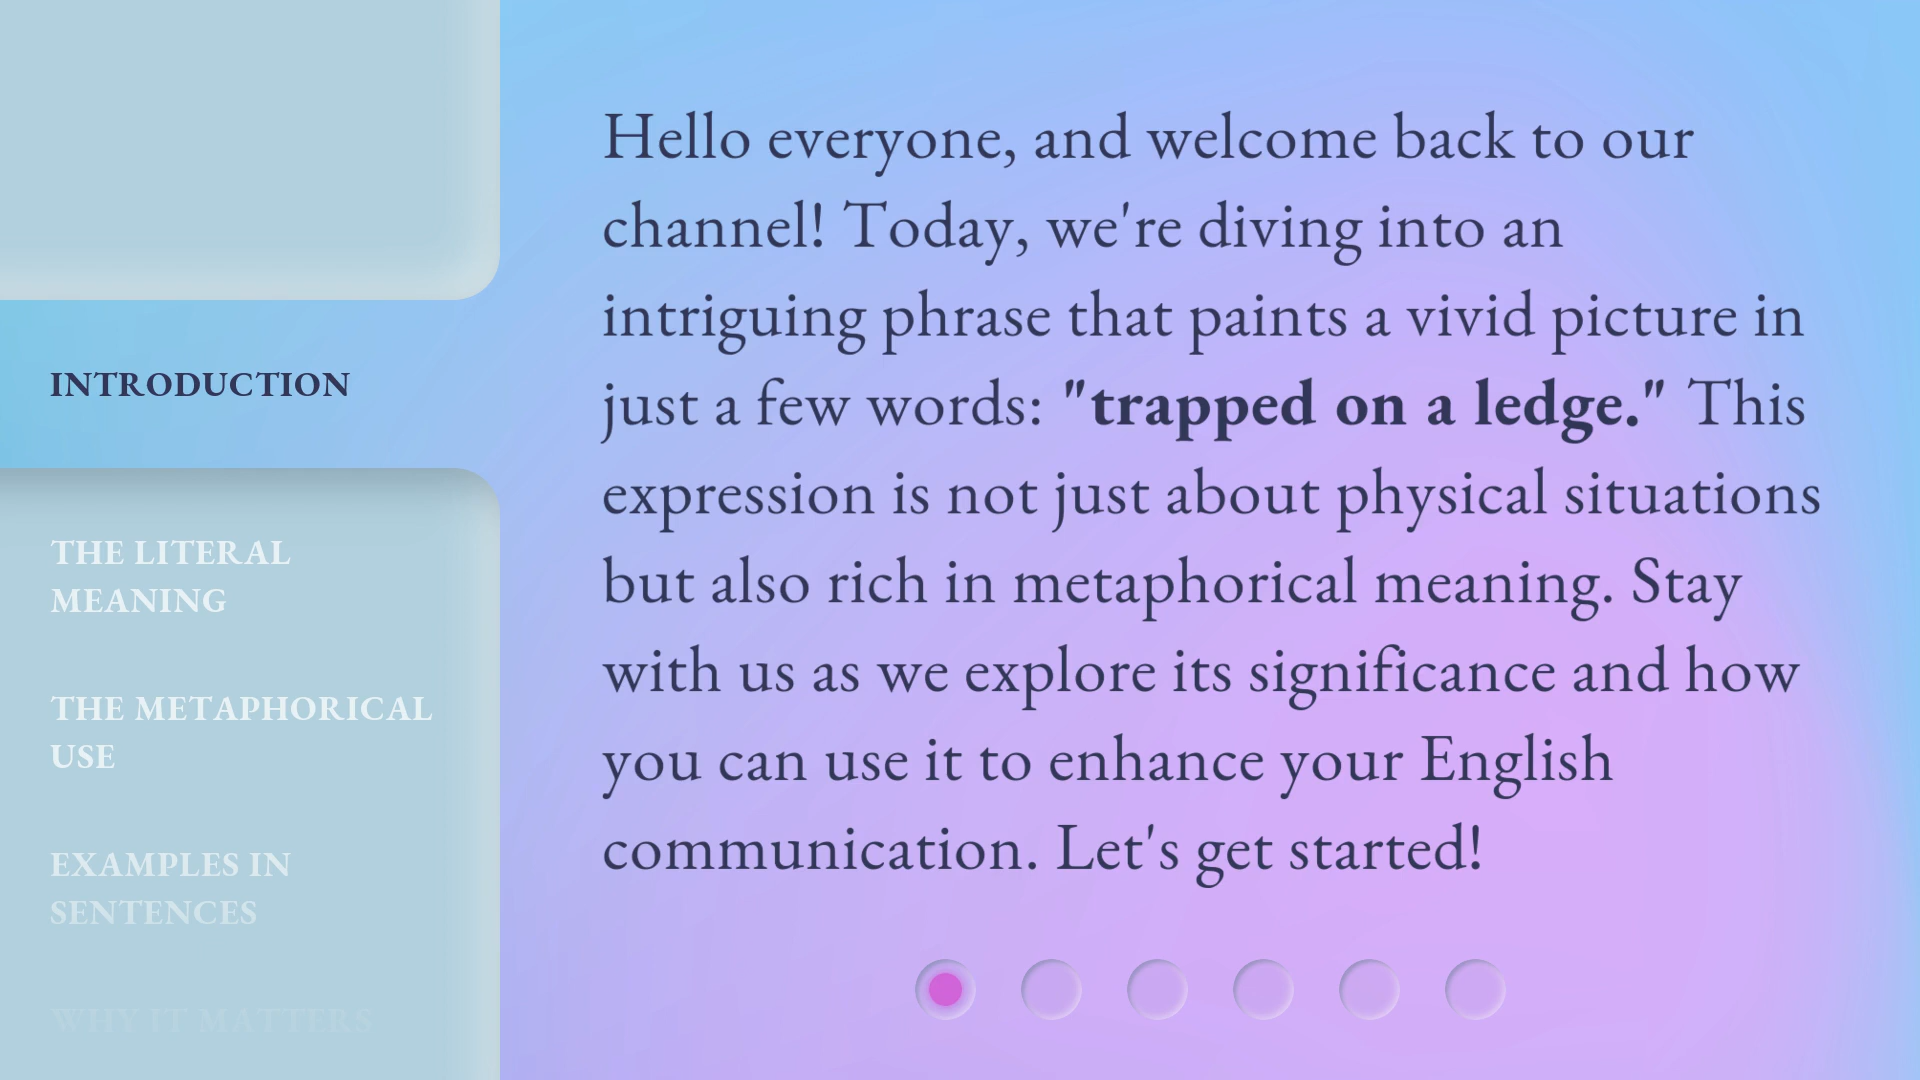 INTRODUCTION
THE LITERAL
MEANING
THE METAPHORICAL
USE
EXAMPLES IN
SENTENCES
WHY IT MATTERS
Hello everyone, and welcome back to our
channel! Today, we're diving into an
intriguing phrase that paints a vivid picture in
just a few words: "trapped on a ledge." This
expression is not just about physical situations
but also rich in metaphorical meaning. Stay
with us as we explore its significance and how
you can use it to enhance your English
communication. Let's get started!